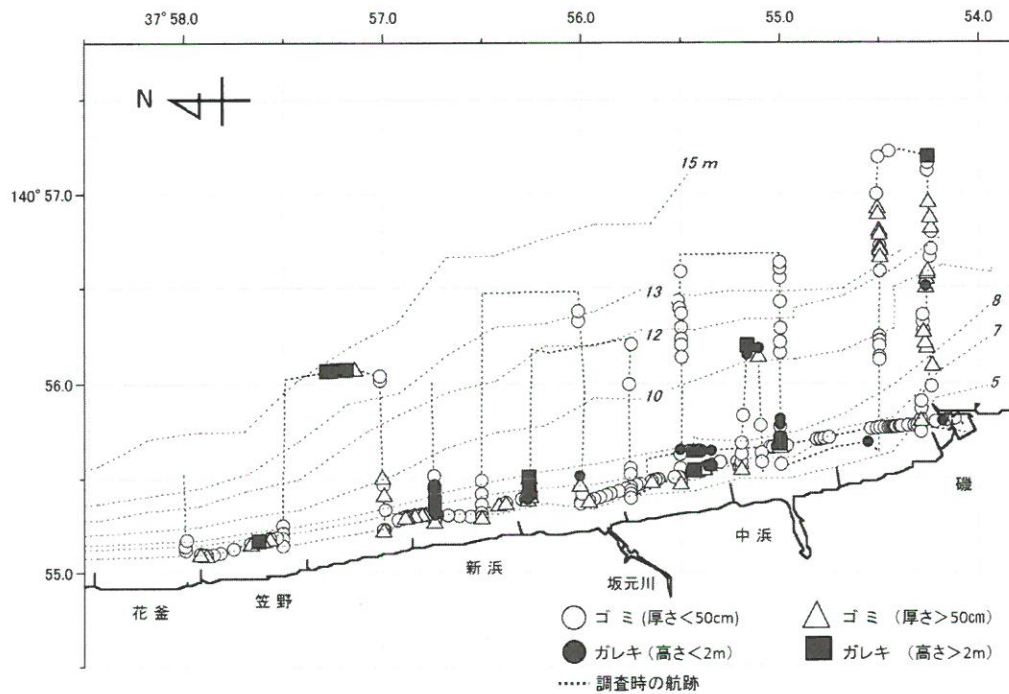 37° 58.0 57.0 56.0 55.0 54.0
N
15 m
140° 57.0
13
12
8
7
10
5
56.0
55.0
磯
中浜
新浜
坂元川
笠野
花釜
ゴミ (厚さ<50cm) ゴミ (厚さ>50㎝)
ガレキ (高さ<2m) ガレキ (高さ>2m)
調査時の航跡